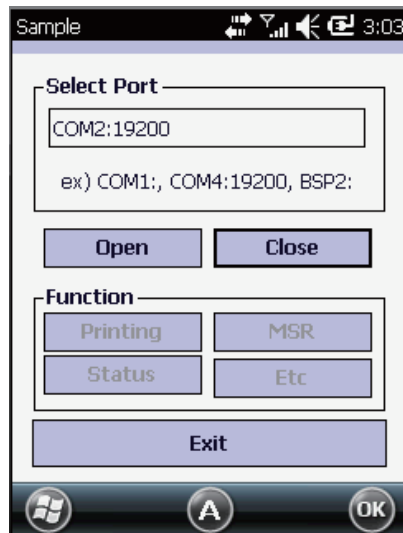 Sample 3:03
Select Port
COM2:19200
ex) COM1:, COM4:19200, BSP2:
Open Close
Function
Printing MSR
Status Etc
Exit
A OK